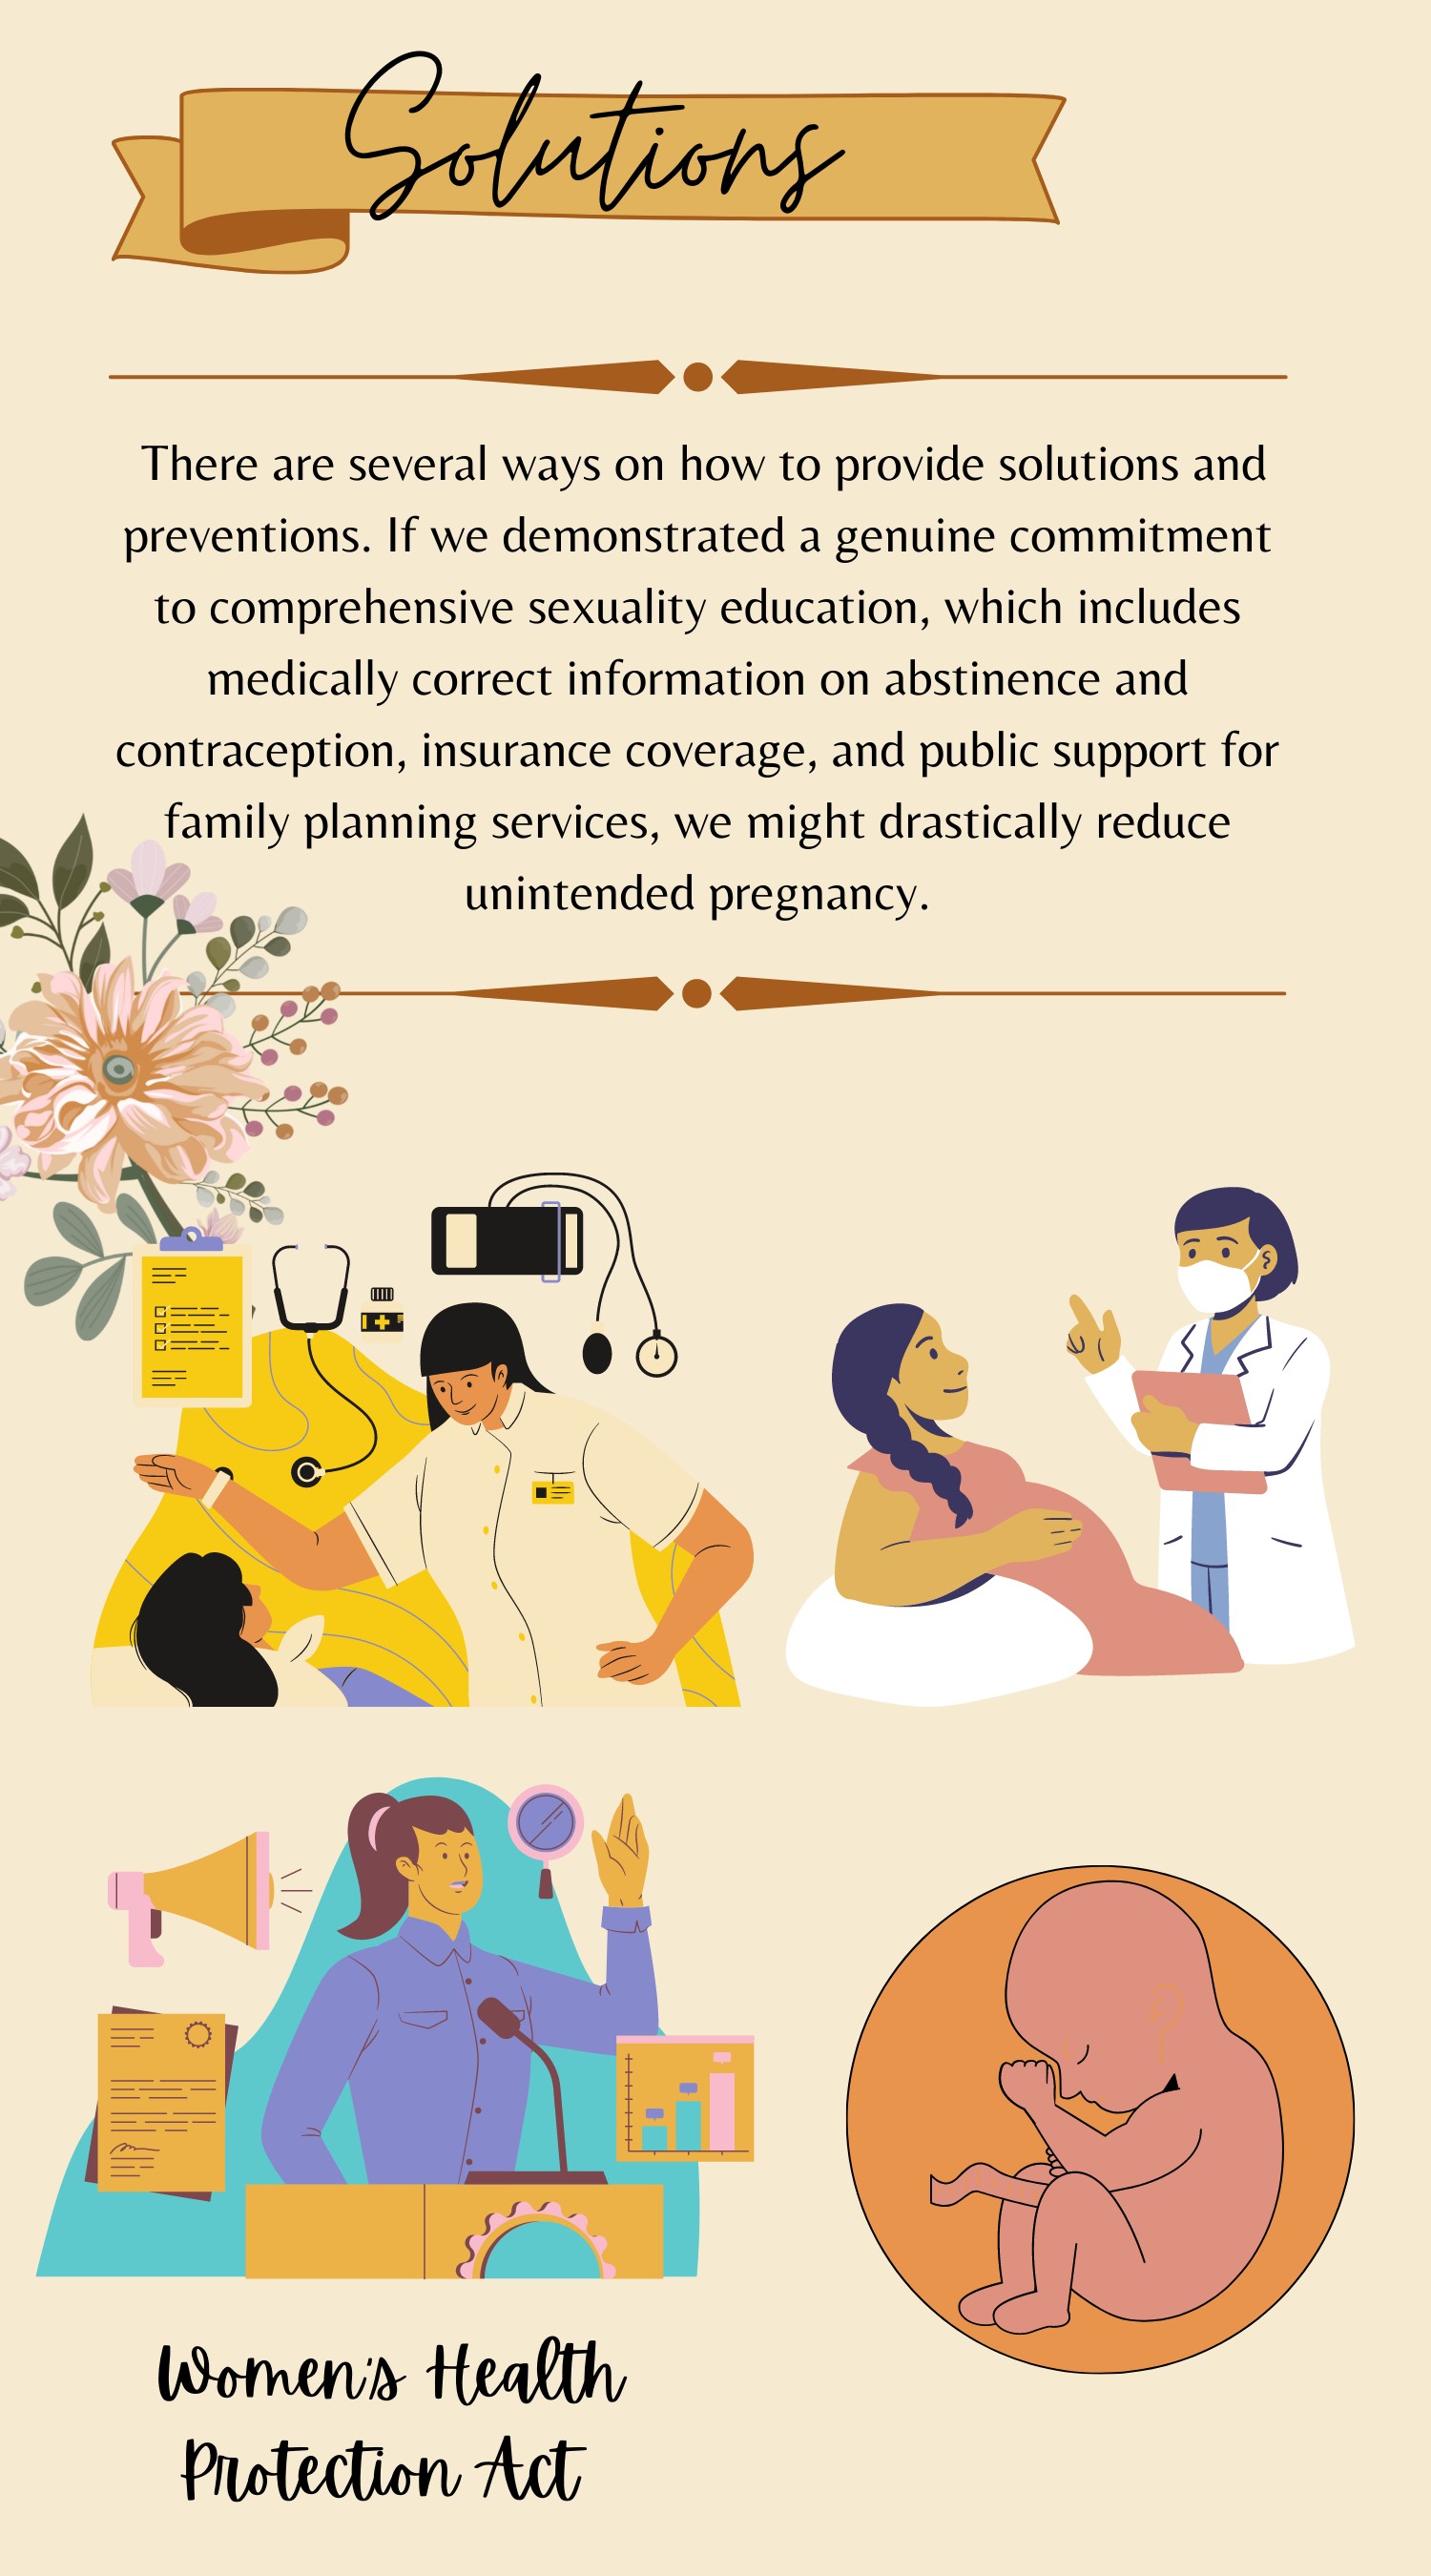 Solutions
There are several ways on how to provide solutions and
preventions. If we demonstrated a genuine commitment
to comprehensive sexuality education, which includes
medically correct information on abstinence and
contraception, insurance coverage, and public support for
family planning services, we might drastically reduce
unintended pregnancy.
Women's Health
Protection Act